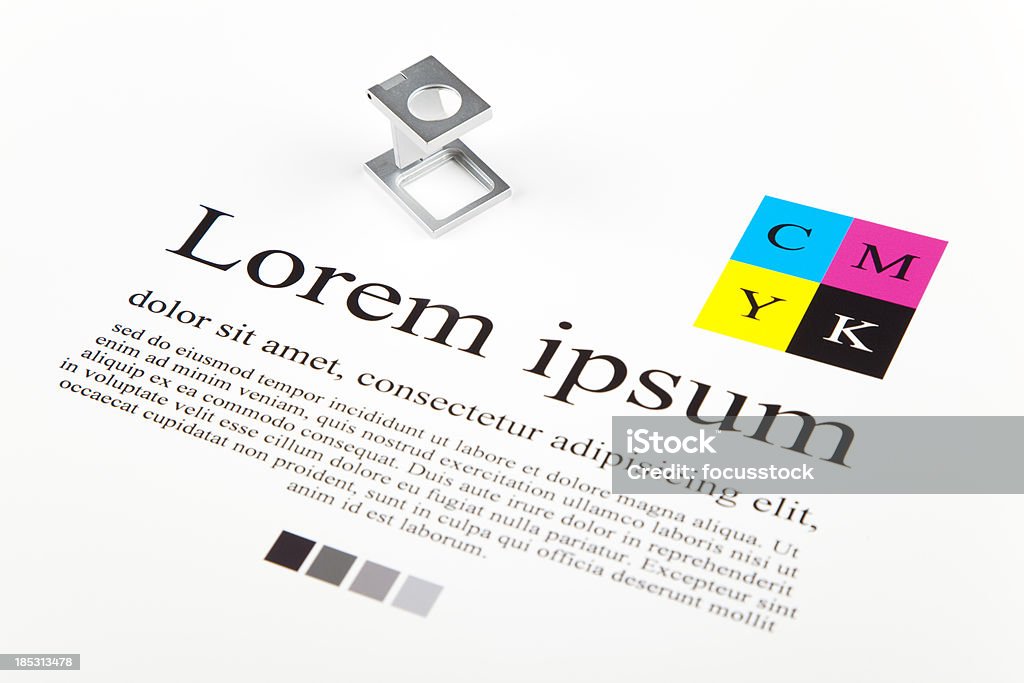 Lorem ipsum
C M
Y K
dolor sit amet, consectetur adipisicing elit,
sed do eiusmod tempor incididunt ut labore et dolore magna aliqua. Ut
enim ad minim veniam, quis nostrud exercitation ullamco laboris nisi ut
aliquip ex ea commodo consequat. Duis aute irure dolor in reprehenderit
in voluptate velit esse cillum dolore eu fugiat nulla pariatur. Excepteur sint
occaecat cupidatat non proident, sunt in culpa qui officia deserunt mollit
anim id est laborum.
iStock™
Credit: focusstock
185313478